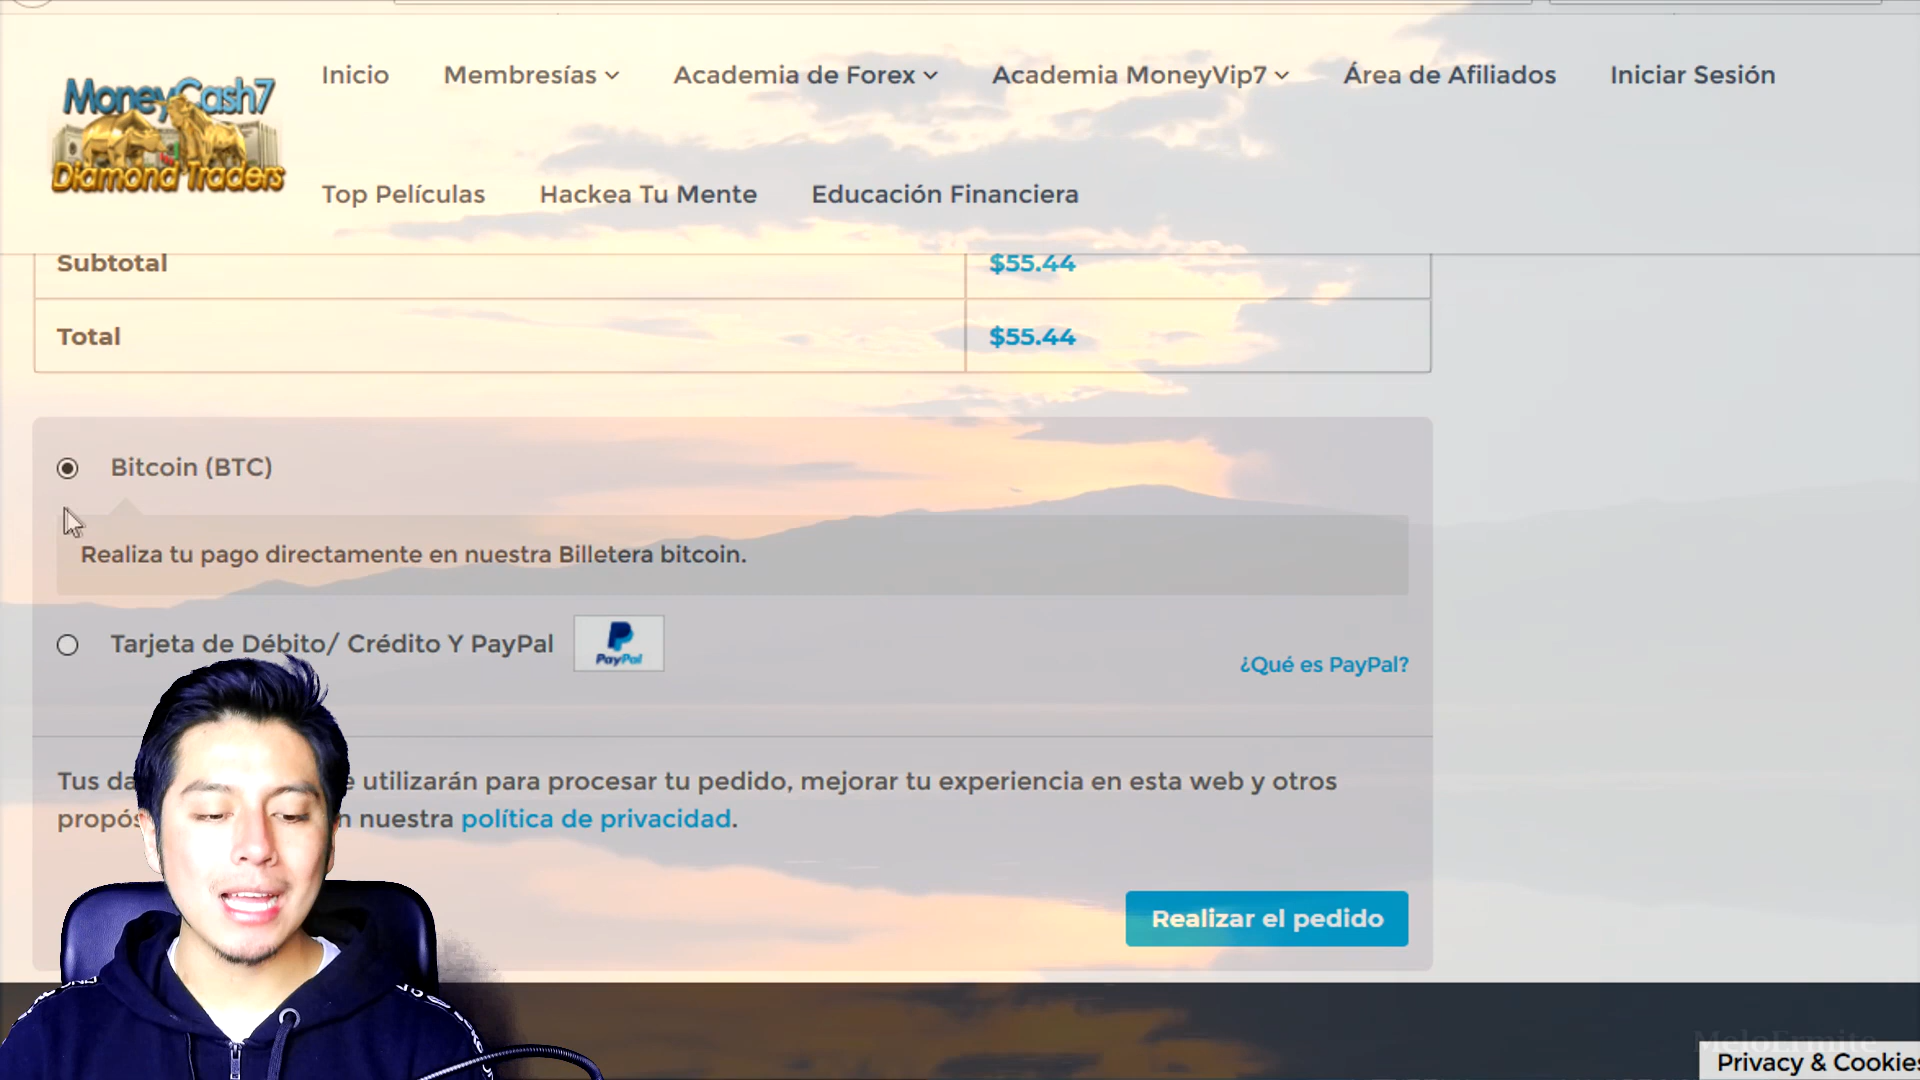 Inicio
Membresías
Academia de Forex
Academia MoneyVip7
Área de Afiliados
Iniciar Sesión
MoneyCash7
Diamond Traders
Top Películas
Hackea Tu Mente
Educación Financiera
Subtotal $55.44
Total $55.44
Bitcoin (BTC)
Realiza tu pago directamente en nuestra Billetera bitcoin.
Tarjeta de Débito/ Crédito Y PayPal
PayPal
¿Qué es PayPal?
Tus utilizarán para procesar tu pedido, mejorar tu experiencia en esta web y otros
nuestra política de privacidad.
Realizar el pedido
Privacy & Cookies